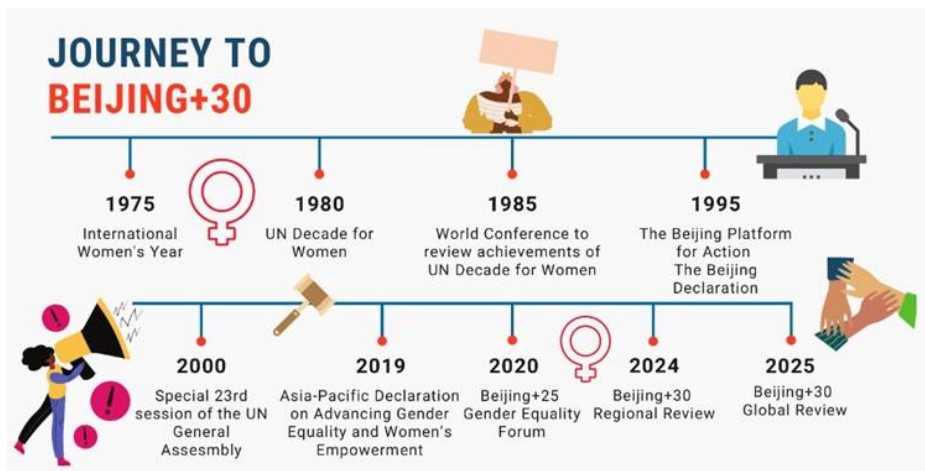 JOURNEY TO
BEIJING+30
1975
International
Women's Year
1980
UN Decade for
Women
1985
World Conference to
review achievements of
UN Decade for Women
1995
The Beijing Platform
for Action
The Beijing
Declaration
2000
Special 23rd
session of the UN
General
Assesmbly
2019
Asia-Pacific Declaration
on Advancing Gender
Equality and Women's
Empowerment
2020
Beijing+25
Gender Equality
Forum
2024
Beijing+30
Regional Review
2025
Beijing+30
Global Review